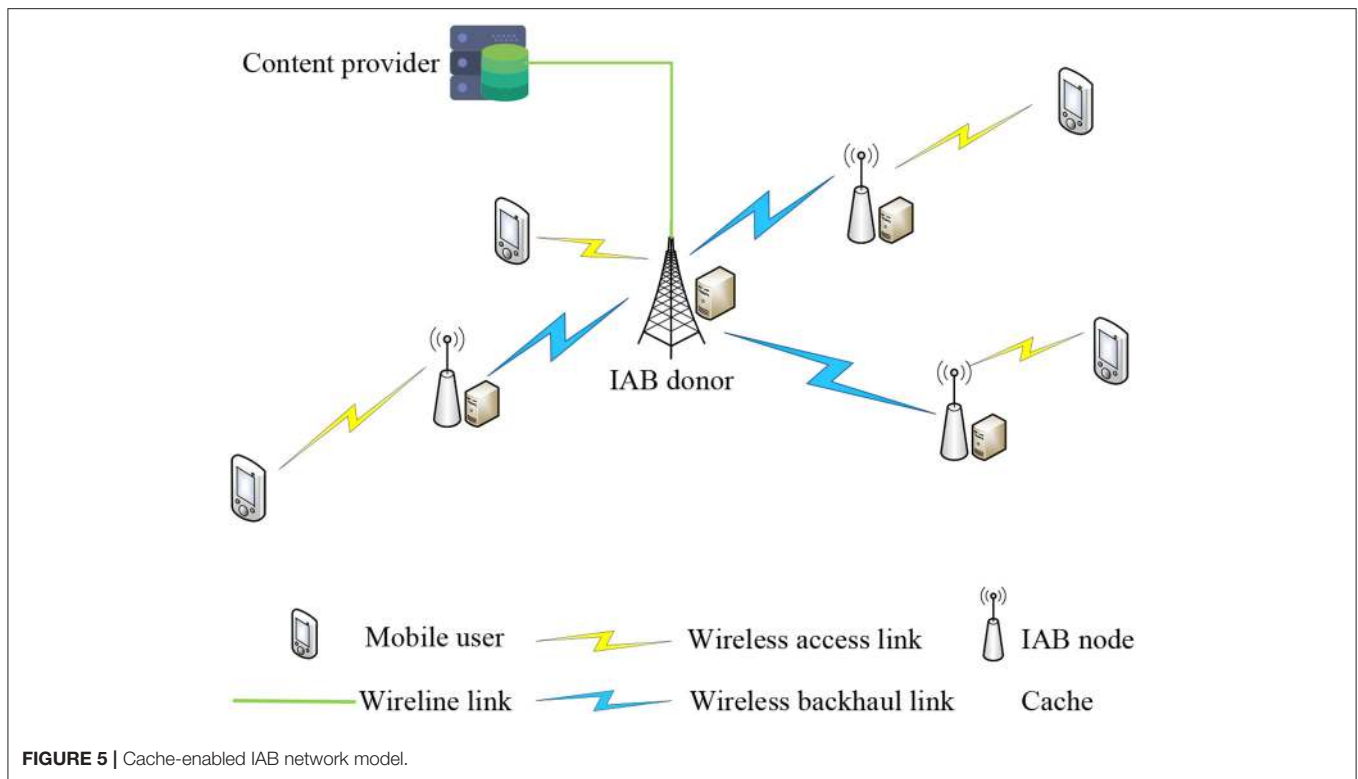 Content provider
IAB donor
Mobile user
Wireless access link
IAB node
Wireline link
Wireless backhaul link
Cache
FIGURE 5 | Cache-enabled IAB network model.